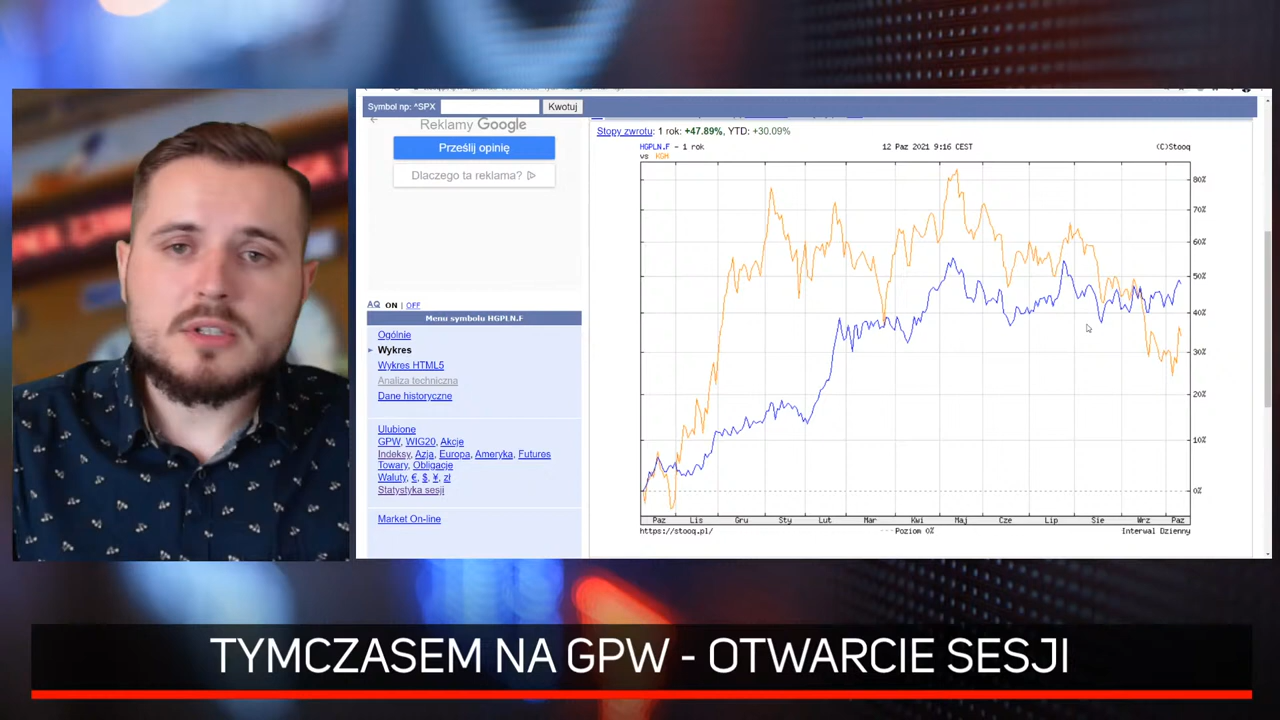 Symbol np: ^SPX
Kwotuj
Reklamy Google
Prześlij opinię
Dlaczego ta reklama?
AQ ON | OFF
Menu symbolu HGPLN.F
Ogólnie
Wykres
Wykres HTML5
Analiza techniczna
Dane historyczne
Ulubione
GPW, WIG20, Akcje
Indeksy, Azja, Europa, Ameryka, Futures
Towary, Obligacje
Waluty, €, $, ¥, zł
Statystyka sesji
Market On-line
Stopy zwrotu: 1 rok: +47.89%, YTD: +30.09%
HGPLN.F - 1 rok
12 Paz 2021 9:16 CEST
(C)Stooq
vs KGH
80%
70%
60%
50%
40%
30%
20%
10%
0%
Paz Lis Gru Sty Lut Mar Kwi Maj Cze Lip Sie Wrz Paz
https://stooq.pl/
Poziom 0%
Interwal Dzienny
TYMCZASEM NA GPW - OTWARCIE SESJI